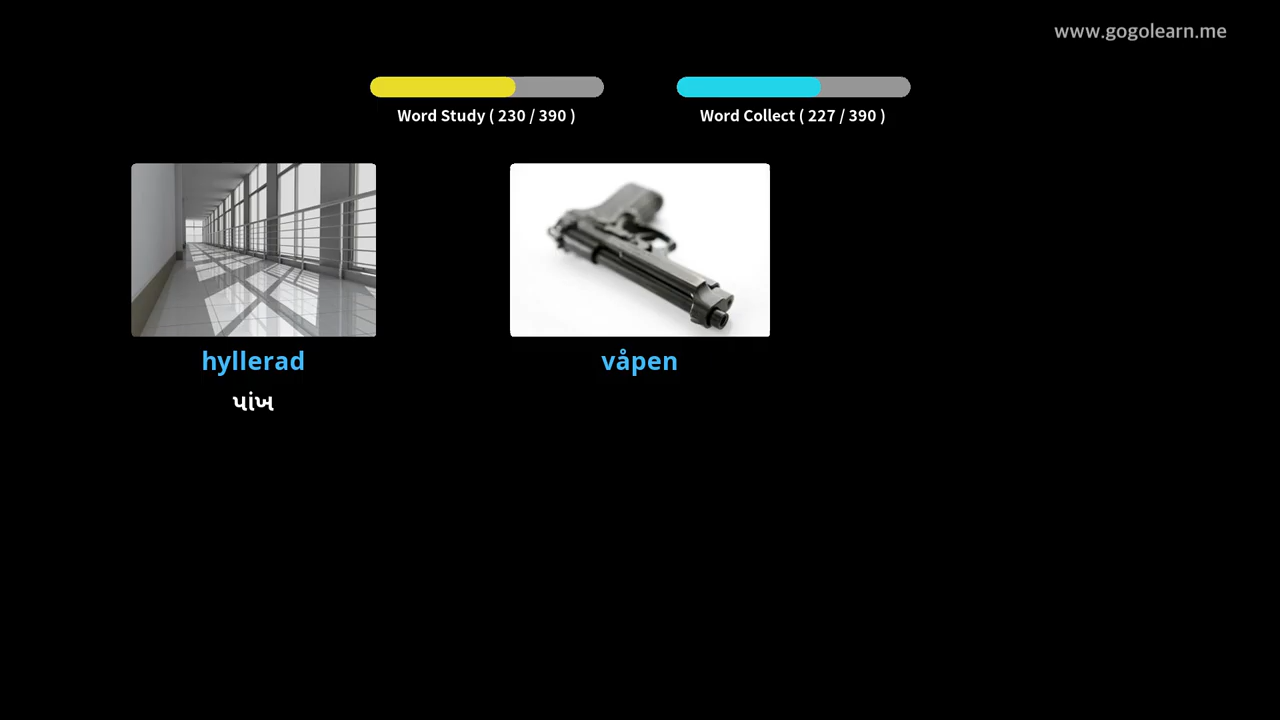 www.gogolearn.me
Word Study ( 230 / 390 )
Word Collect ( 227 / 390 )
hyllerad
våpen
પાંખ